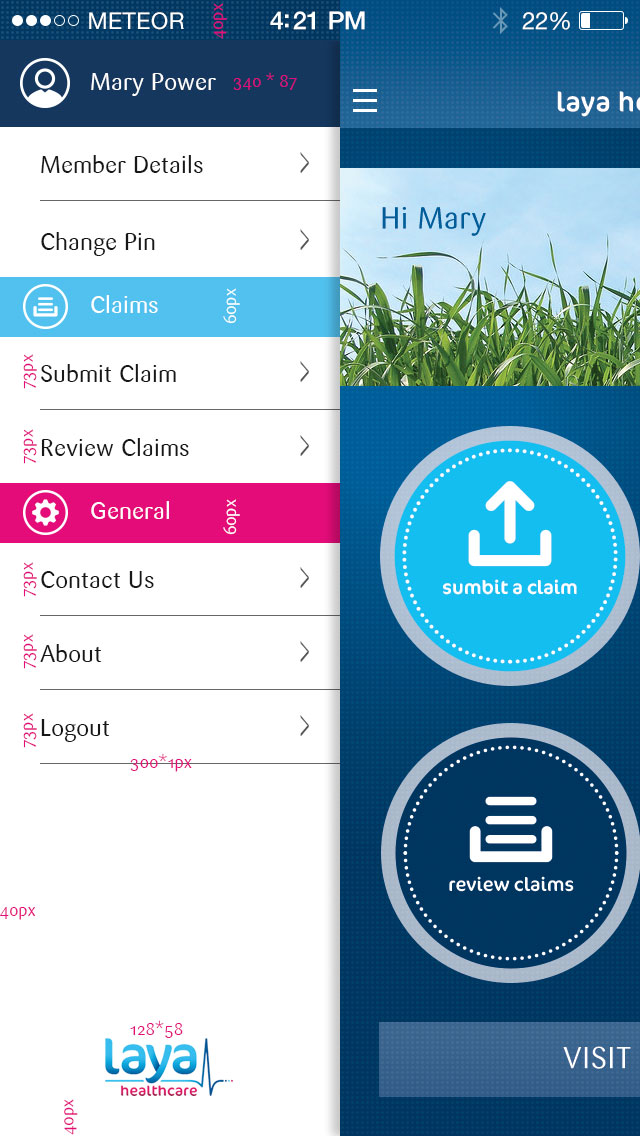 METEOR 40px 4:21 PM 22%
Mary Power 340 * 87
laya he
Member Details
Hi Mary
Change Pin
Claims 60px
73px Submit Claim
73px Review Claims
General 60px
73px Contact Us
sumbit a claim
73px About
73px Logout
300*1px
review claims
40px
128*58
laya
healthcare
VISIT
40px